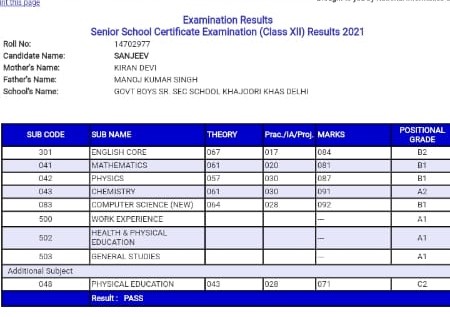 nt this page
Examination Results
Senior School Certificate Examination (Class XII) Results 2021
Roll No: 14702977
Candidate Name: SANJEEV
Mother's Name: KIRAN DEVI
Father's Name: MANOJ KUMAR SINGH
School's Name: GOVT BOYS SR. SEC SCHOOL KHAJOORI KHAS DELHI
SUB CODE SUB NAME THEORY Prac./IA/Proj. MARKS POSITIONAL GRADE
301 ENGLISH CORE 067 017 084 B2
041 MATHEMATICS 061 020 081 B1
042 PHYSICS 057 030 087 B1
043 CHEMISTRY 061 030 091 A2
083 COMPUTER SCIENCE (NEW) 064 028 092 B1
500 WORK EXPERIENCE --- A1
502 HEALTH & PHYSICAL EDUCATION --- A1
503 GENERAL STUDIES --- A1
Additional Subject
048 PHYSICAL EDUCATION 043 028 071 C2
Result : PASS